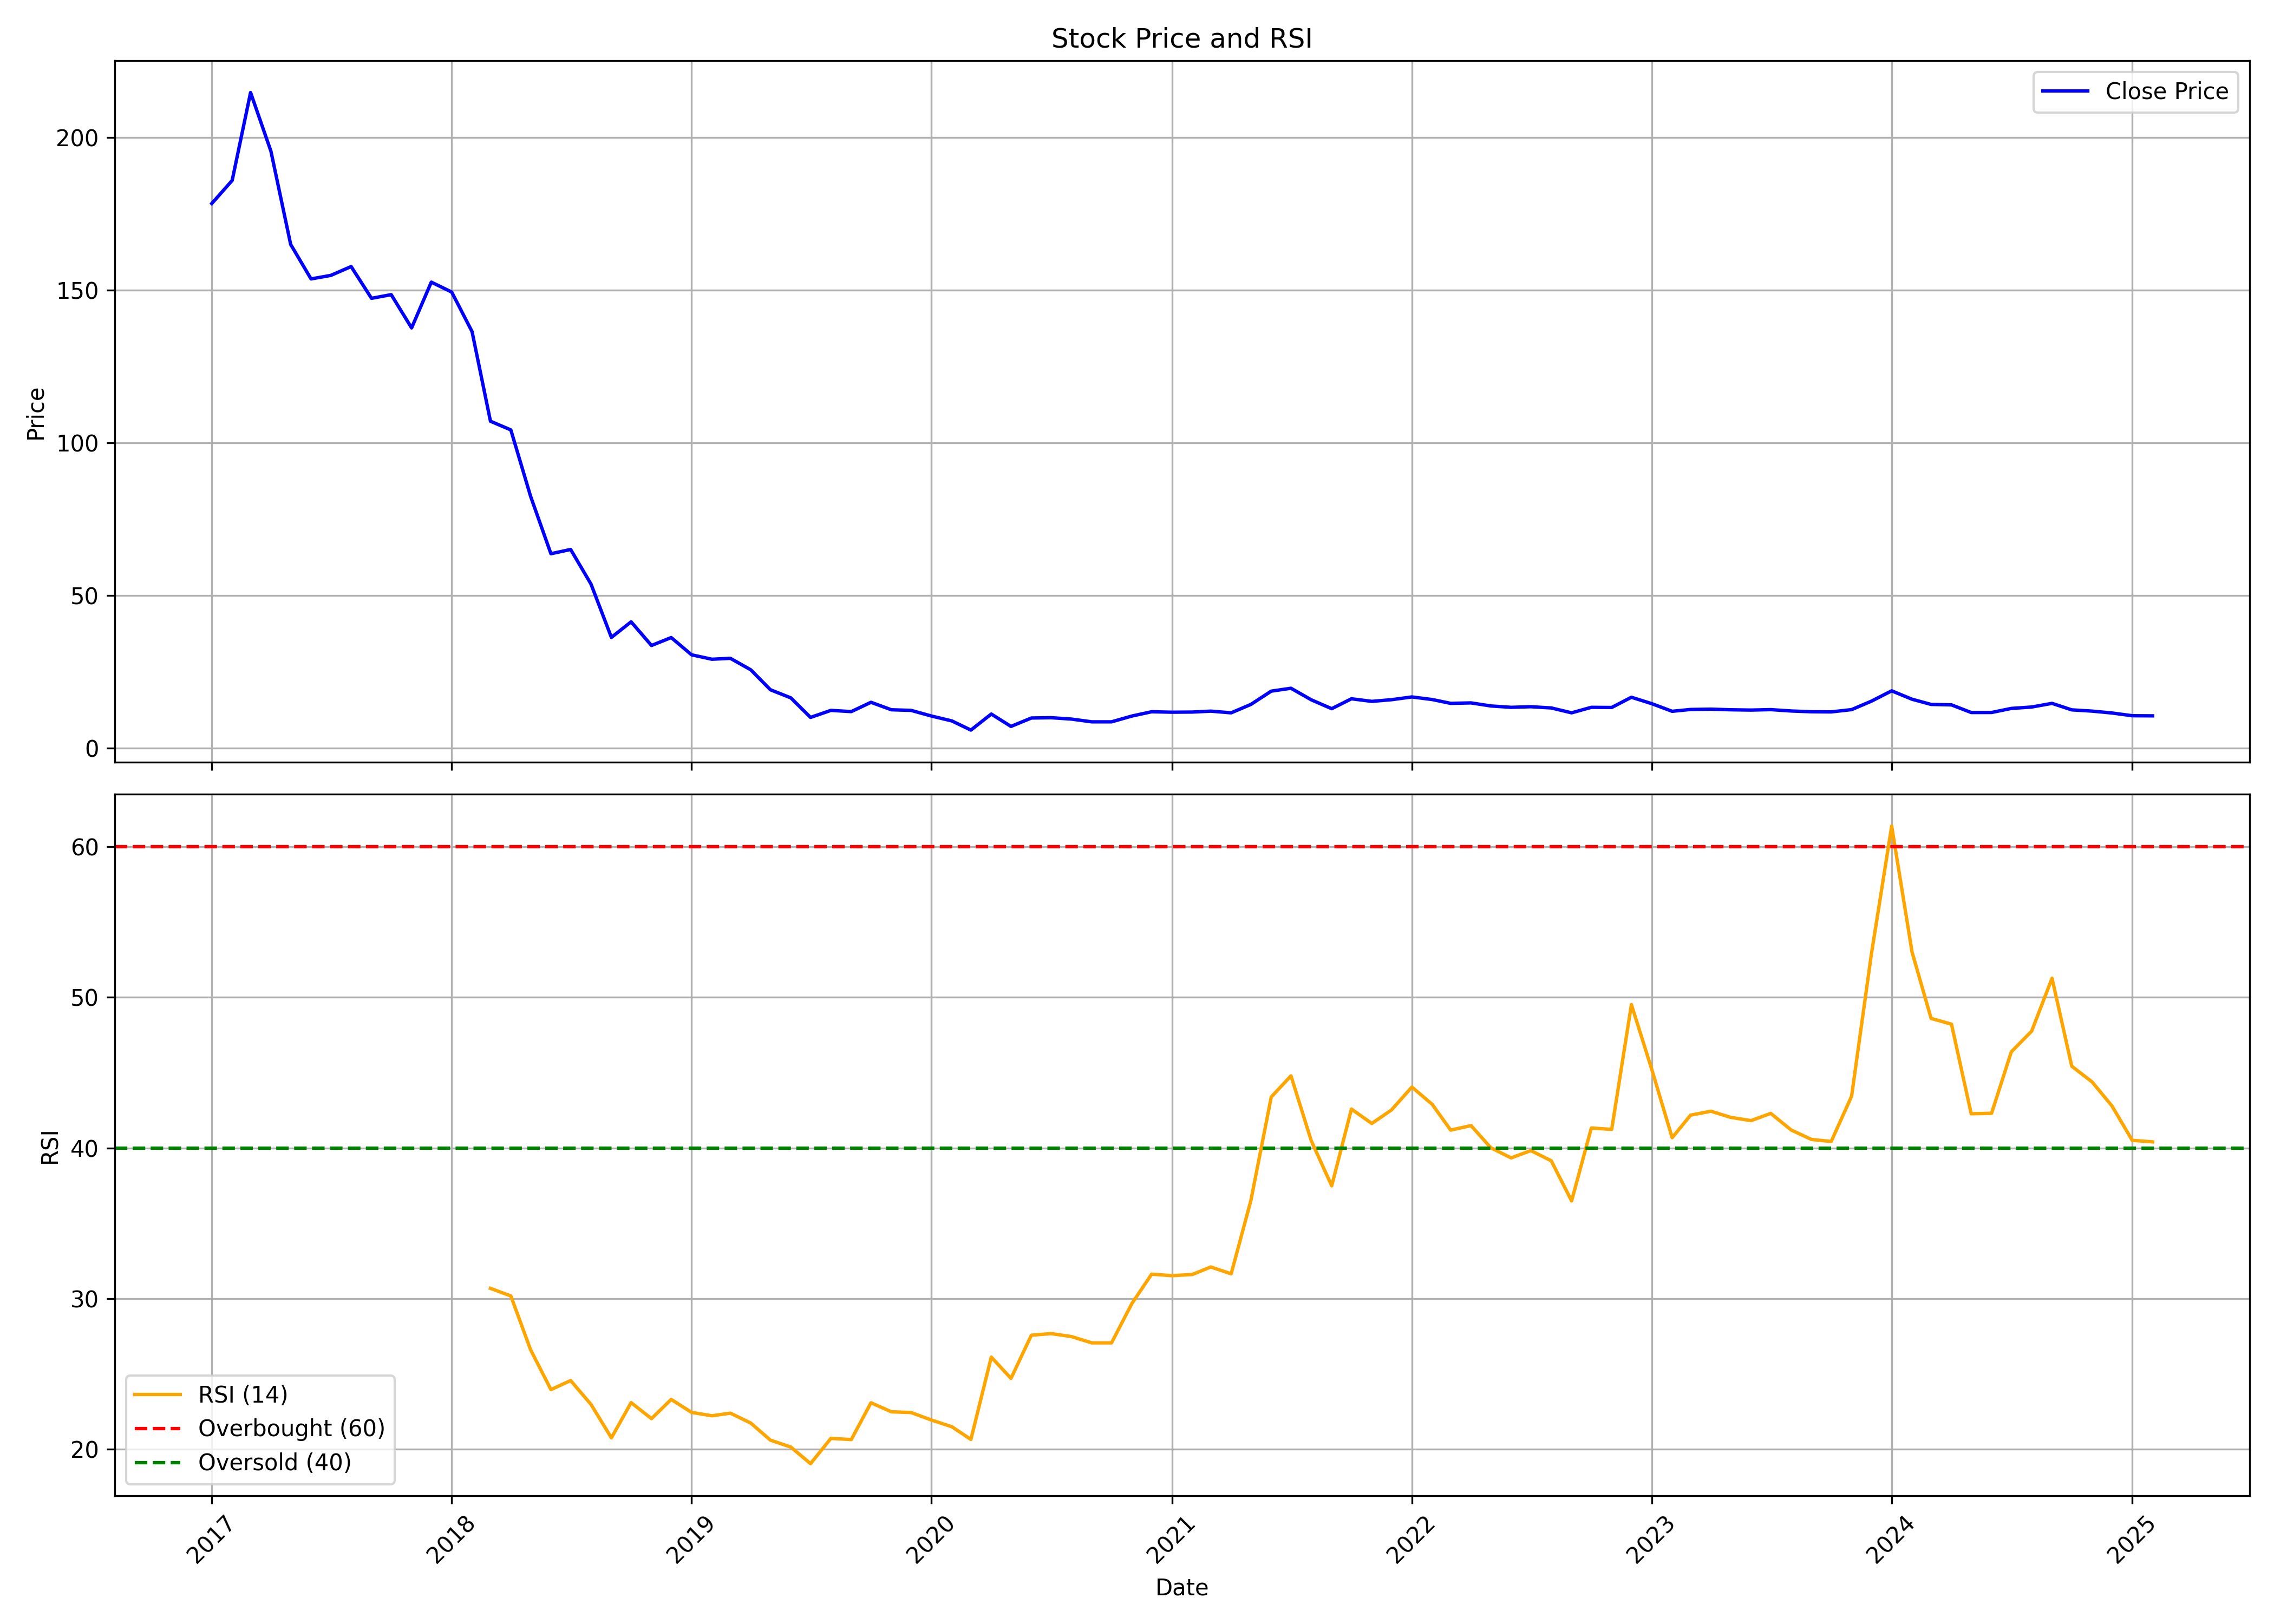 Stock Price and RSI
Close Price
Price
200
150
100
50
0
RSI
60
50
40
30
20
RSI (14)
Overbought (60)
Oversold (40)
2017
2018
2019
2020
2021
2022
2023
2024
2025
Date